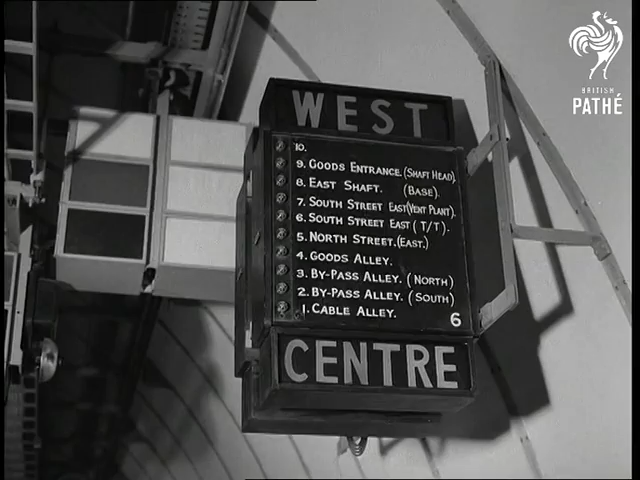 BRITISH
PATHÉ
WEST
10.
9. GOODS ENTRANCE. (SHAFT HEAD).
8. EAST SHAFT. (BASE).
7. SOUTH STREET EAST (VENT PLANT).
6. SOUTH STREET EAST (T/T).
5. NORTH STREET. (EAST.)
4. GOODS ALLEY.
3. BY-PASS ALLEY. (NORTH)
2. BY-PASS ALLEY. (SOUTH)
1. CABLE ALLEY.
6
CENTRE